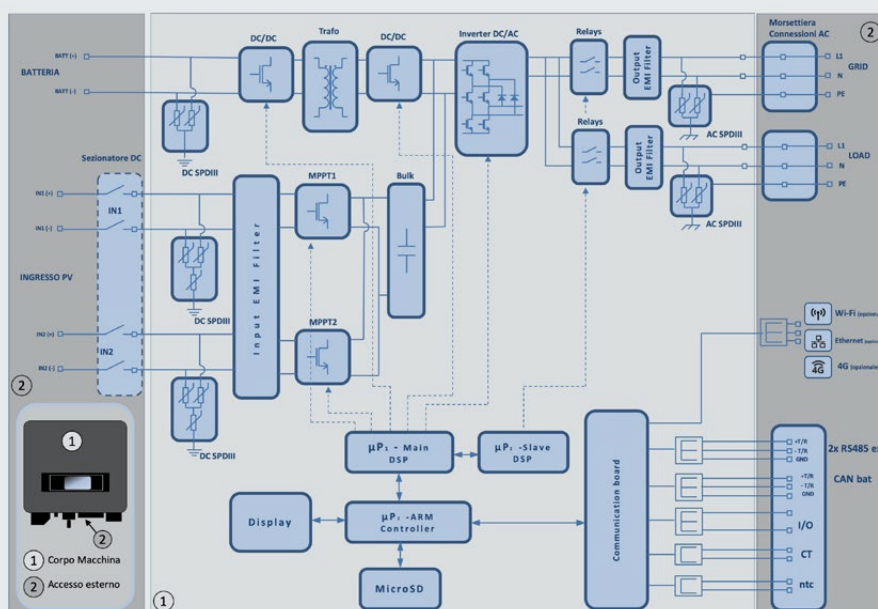 DC/DC
Trafo
DC/DC
Inverter DC/AC
Relays
Output
EMI Filter
Morsettiera
Connessioni AC
2
BATT (+)
BATTERIA
BATT (-)
L1
GRID
N
PE
AC SPDIII
Relays
Output
EMI Filter
L1
LOAD
N
PE
AC SPDIII
Sezionatore DC
DC SPDIII
IN1 (+)
IN1
IN1 (-)
MPPT1
Bulk
INGRESSO PV
DC SPDIII
Input EMI Filter
MPPT2
IN2 (+)
IN2
IN2 (-)
DC SPDIII
2
Wi-Fi
Ethernet
4G
4G (opzionale
1
2
1 Corpo Macchina
2 Accesso esterno
µP₁ - Main
DSP
-Slave
DSP
-ARM
Controller
Display
MicroSD
Communication board
+T/R
- T/R
GND
2x RS485
+T/R
- T/R
GND
CAN bat
I/O
CT
ntc
1